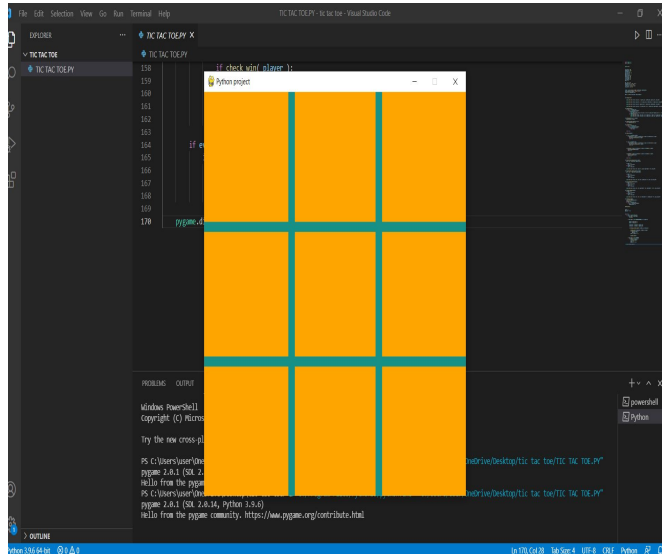 File Edit Selection View Go Run Terminal Help
TIC TAC TOE.PY - tic tac toe - Visual Studio Code
EXPLORER
TIC TAC TOE.PY X
TIC TAC TOE
TIC TAC TOE.PY
TIC TAC TOE.PY
158 if check_win( player ):
Python project
159
160
161
162
163
164 if ev
165
166
167
168
169
170 pygame.di
PROBLEMS OUTPUT
powershell
Python
Windows PowerShell
Copyright (C) Micros
Try the new cross-pl
PS C:\Users\user\One OneDrive/Desktop/tic tac toe/TIC TAC TOE.PY"
pygame 2.0.1 (SDL 2.
Hello from the pygam
PS C:\Users\user\One OneDrive/Desktop/tic tac toe/TIC TAC TOE.PY"
pygame 2.0.1 (SDL 2.0.14, Python 3.9.6)
Hello from the pygame community. https://www.pygame.org/contribute.html
OUTLINE
ython 3.9.6 64-bit 0 0 Ln 170, Col 28 Tab Size: 4 UTF-8 CRLF Python